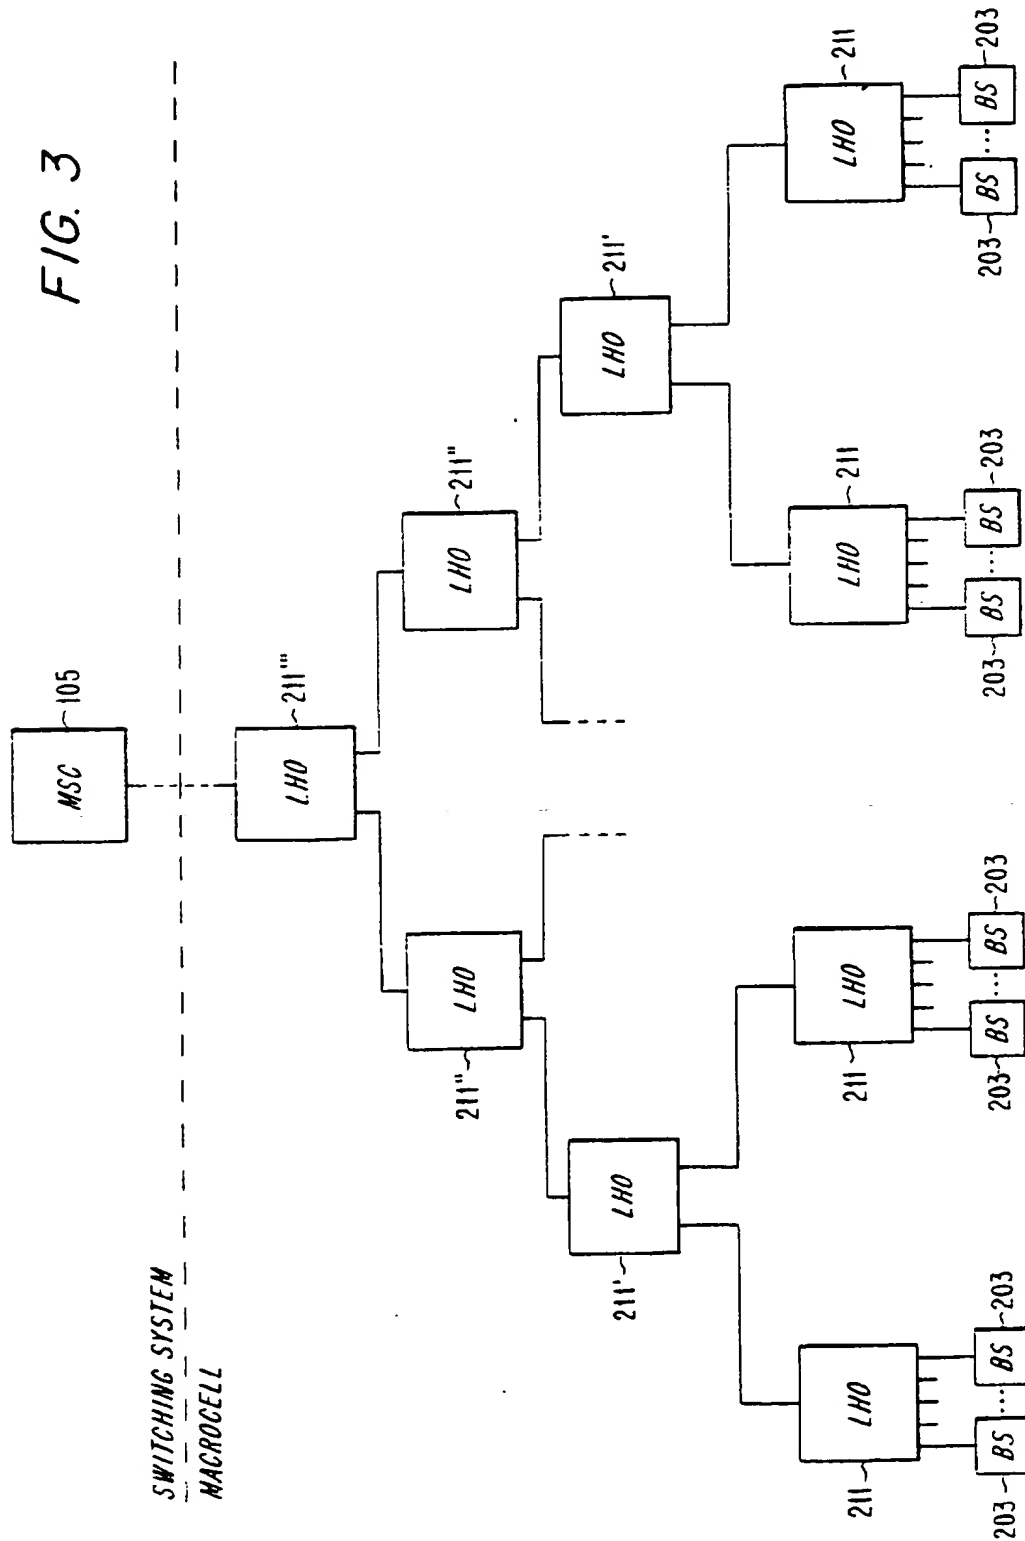 FIG. 3
SWITCHING SYSTEM
MACROCELL
MSC
105
LHO
211'''
LHO
211''
LHO
211''
LHO
211'
LHO
211'
LHO
211
LHO
211
LHO
211
LHO
211
BS ... BS
203 203
BS ... BS
203 203
BS ... BS
203 203
BS ... BS
203 203